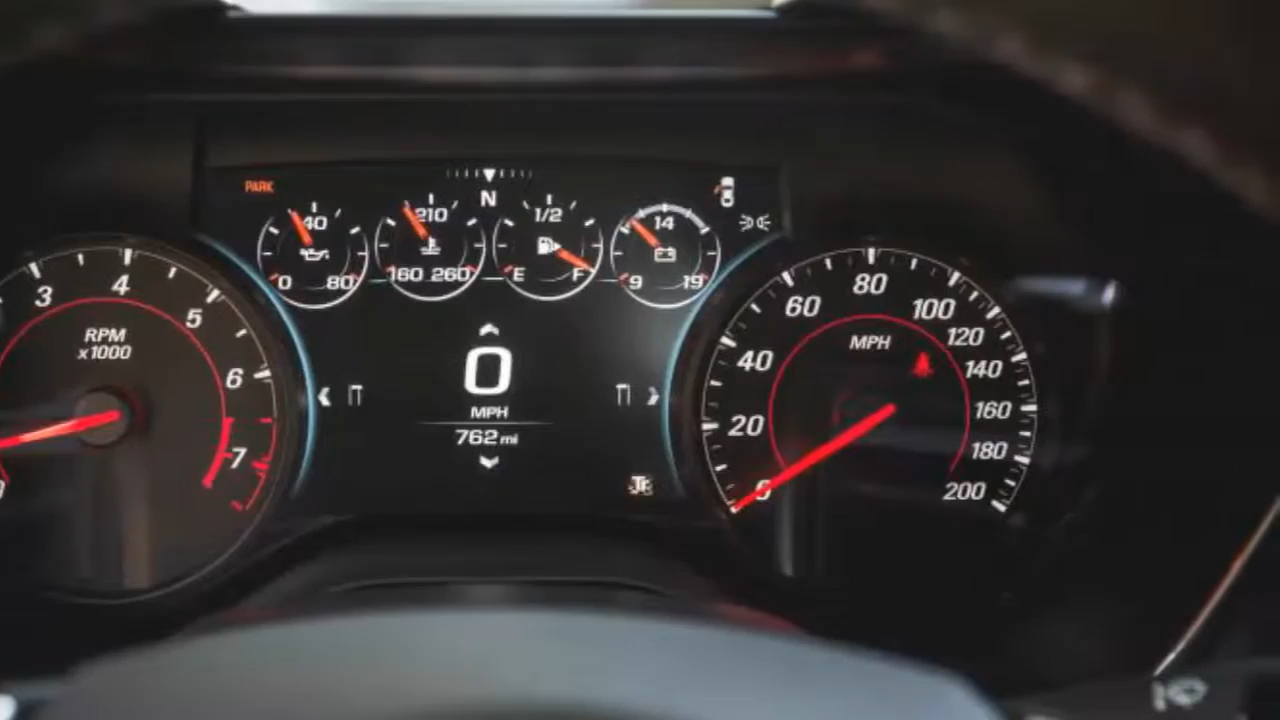 PARK
N
40
0 80
210
160 260
1/2
E F
14
9 19
3 4 5 6 7
RPM
x1000
0
MPH
762 mi
0 20 40 60 80 100 120 140 160 180 200
MPH